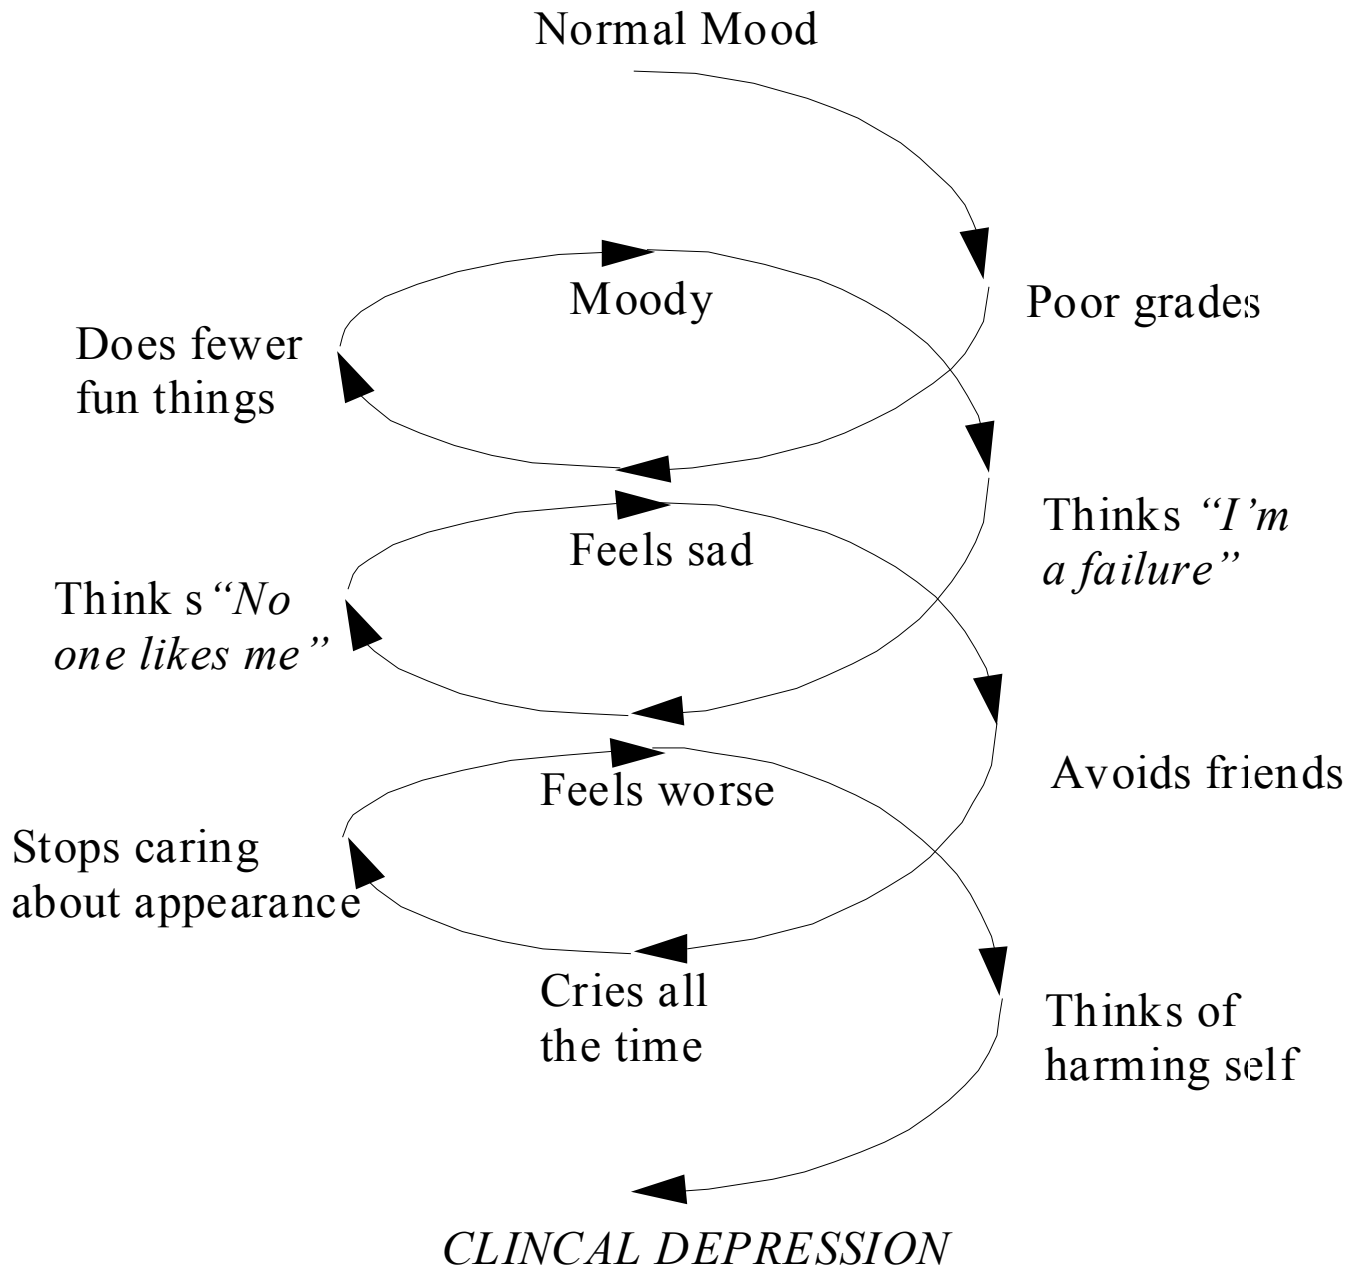 Normal Mood
Moody
Poor grades
Does fewer
fun things
Thinks “I’m
a failure”
Feels sad
Think s “No
one likes me”
Avoids friends
Feels worse
Stops caring
about appearance
Cries all
the time
Thinks of
harming self
CLINCAL DEPRESSION